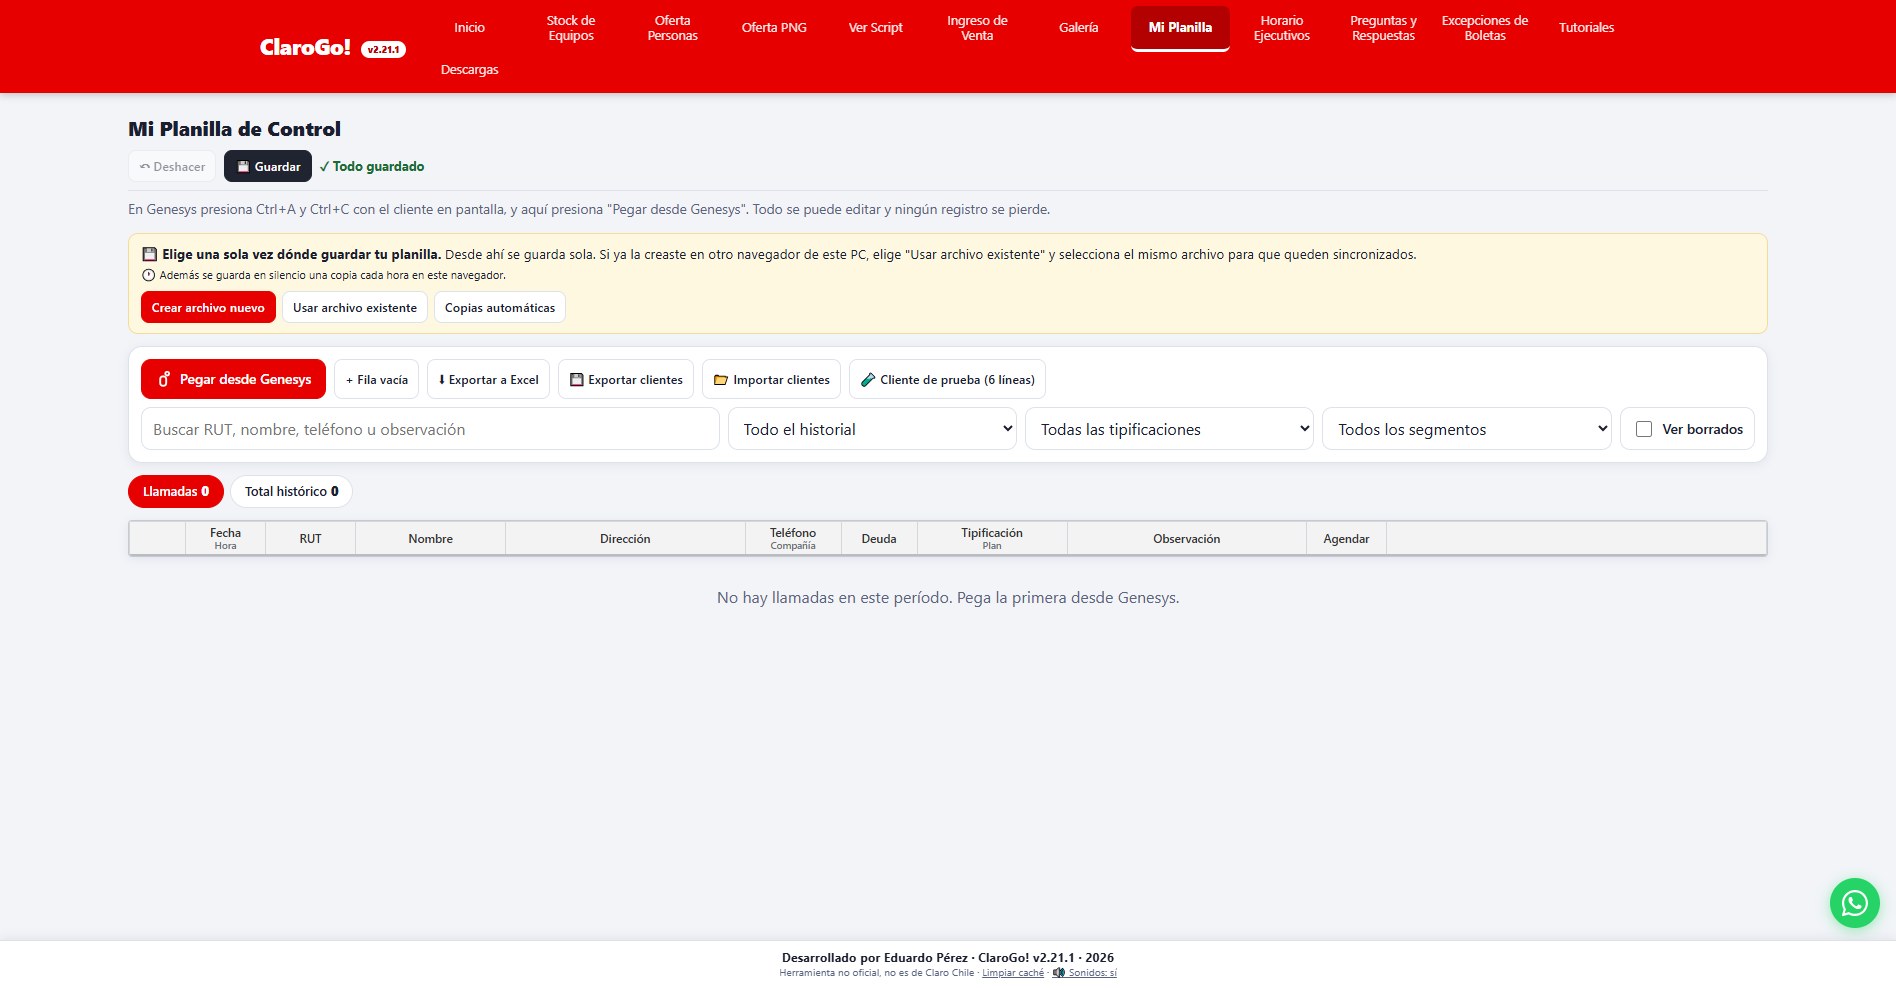 ClaroGo! v2.21.1
Inicio
Stock de Equipos
Oferta Personas
Oferta PNG
Ver Script
Ingreso de Venta
Galería
Mi Planilla
Horario Ejecutivos
Preguntas y Respuestas
Excepciones de Boletas
Tutoriales
Descargas
Mi Planilla de Control
Deshacer
Guardar
✓ Todo guardado
En Genesys presiona Ctrl+A y Ctrl+C con el cliente en pantalla, y aquí presiona "Pegar desde Genesys". Todo se puede editar y ningún registro se pierde.
Elige una sola vez dónde guardar tu planilla. Desde ahí se guarda sola. Si ya la creaste en otro navegador de este PC, elige "Usar archivo existente" y selecciona el mismo archivo para que queden sincronizados.
Además se guarda en silencio una copia cada hora en este navegador.
Crear archivo nuevo
Usar archivo existente
Copias automáticas
Pegar desde Genesys
+ Fila vacía
⬇ Exportar a Excel
Exportar clientes
Importar clientes
Cliente de prueba (6 líneas)
Buscar RUT, nombre, teléfono u observación
Todo el historial
Todas las tipificaciones
Todos los segmentos
Ver borrados
Llamadas 0
Total histórico 0
Fecha
Hora
RUT
Nombre
Dirección
Teléfono
Compañía
Deuda
Tipificación
Plan
Observación
Agendar
No hay llamadas en este período. Pega la primera desde Genesys.
Desarrollado por Eduardo Pérez · ClaroGo! v2.21.1 · 2026
Herramienta no oficial, no es de Claro Chile · Limpiar caché · Sonidos: sí